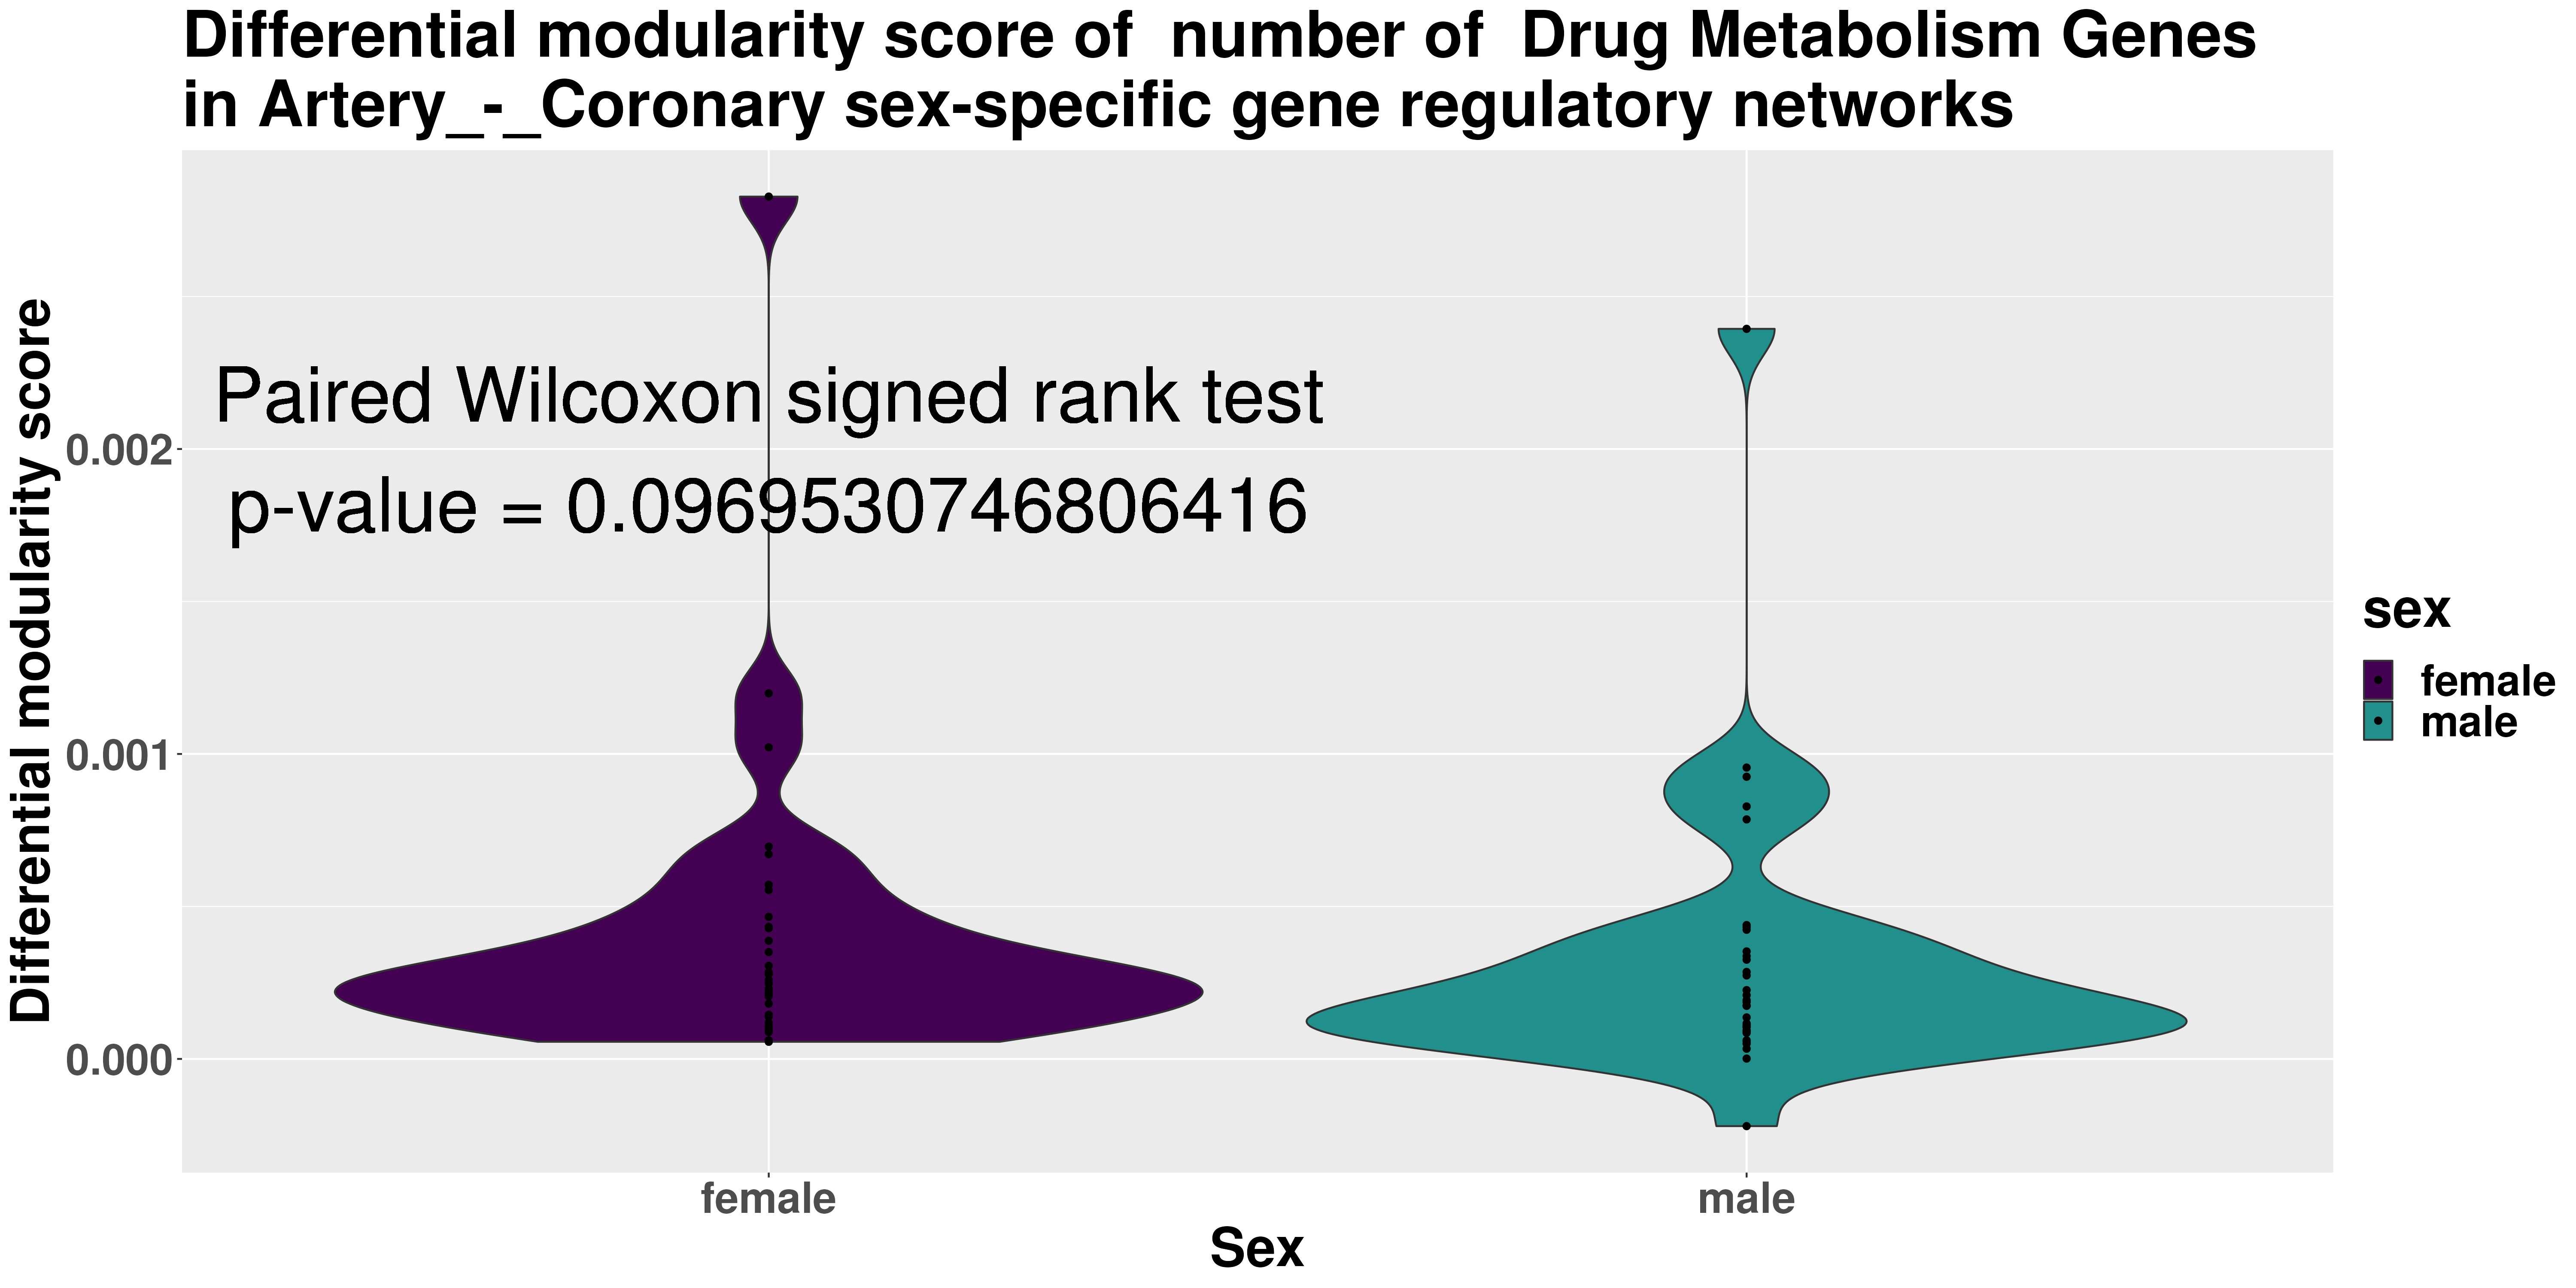 Differential modularity score of  number of  Drug Metabolism Genes
in Artery_-_Coronary sex-specific gene regulatory networks
Differential modularity score
0.002
0.001
0.000
Paired Wilcoxon signed rank test
p-value = 0.0969530746806416
female
male
Sex
sex
female
male